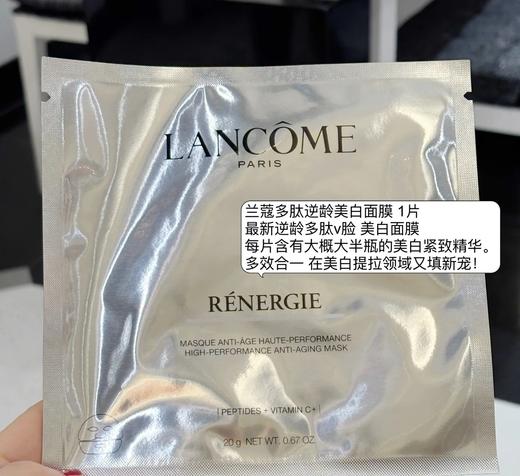 LANCÔME
PARIS
兰蔻多肽逆龄美白面膜 1片
最新逆龄多肽v脸 美白面膜
每片含有大概大半瓶的美白紧致精华。
多效合一 在美白提拉领域又填新宠!
RÉNERGIE
MASQUE ANTI-ÂGE HAUTE-PERFORMANCE
HIGH-PERFORMANCE ANTI-AGING MASK
| PEPTIDES + VITAMIN C+ |
20 g NET WT. 0.67 OZ.